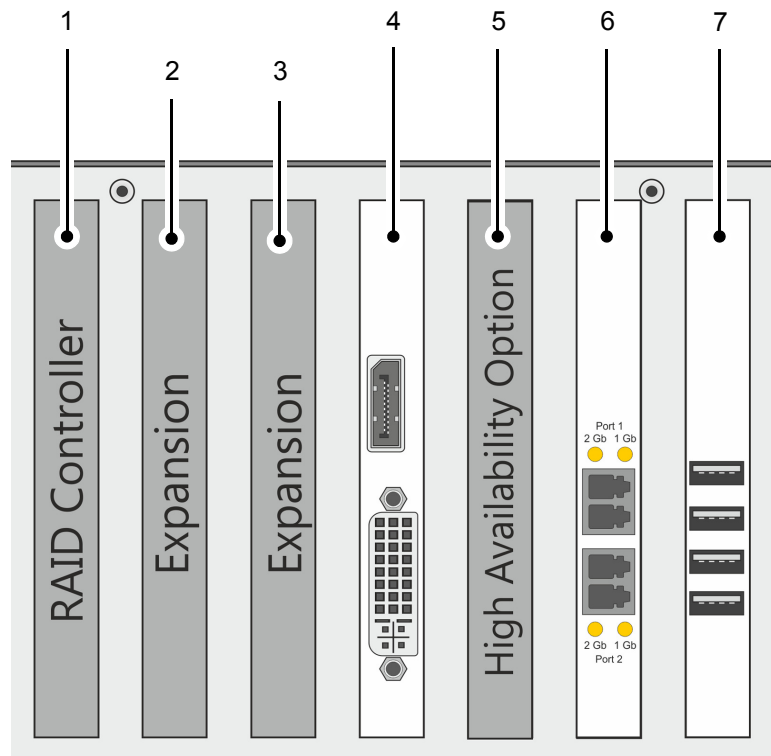 1
2
3
4
5
6
7
RAID Controller
Expansion
Expansion
High Availability Option
Port 1
2 Gb 1 Gb
2 Gb 1 Gb
Port 2